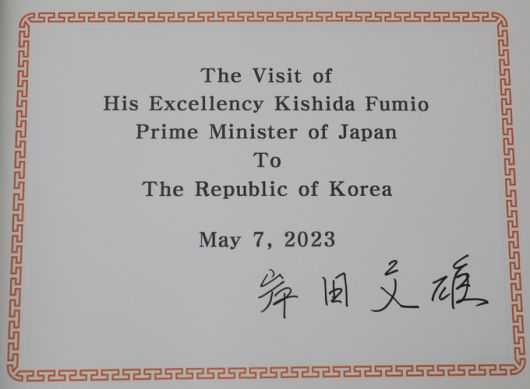 The Visit of
His Excellency Kishida Fumio
Prime Minister of Japan
To
The Republic of Korea
May 7, 2023
岸田文雄